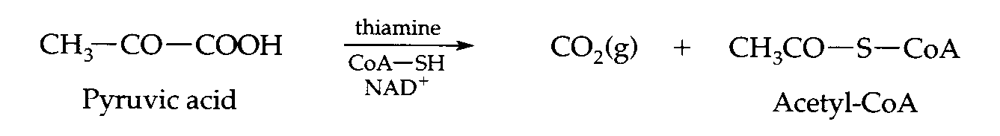 thiamine
CH₃—CO—COOH CoA—SH CO₂(g) + CH₃CO—S—CoA
NAD⁺
Pyruvic acid Acetyl-CoA